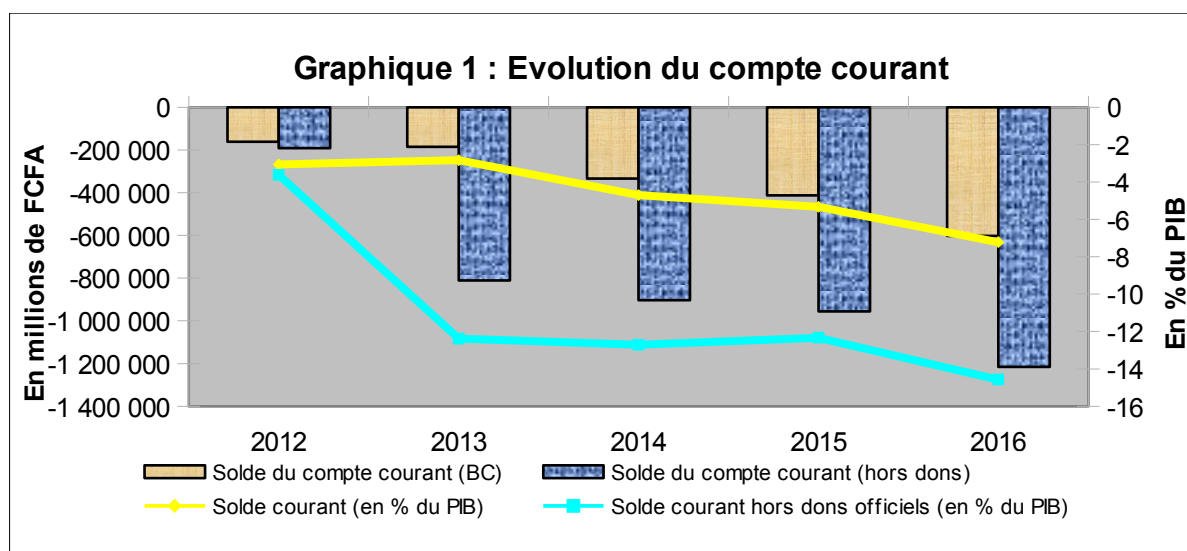 Graphique 1 : Evolution du compte courant
En millions de FCFA
0
-200 000
-400 000
-600 000
-800 000
-1 000 000
-1 200 000
-1 400 000
0
-2
-4
-6
-8
-10
-12
-14
-16
En % du PIB
2012 2013 2014 2015 2016
Solde du compte courant (BC) Solde du compte courant (hors dons)
Solde courant (en % du PIB) Solde courant hors dons officiels (en % du PIB)